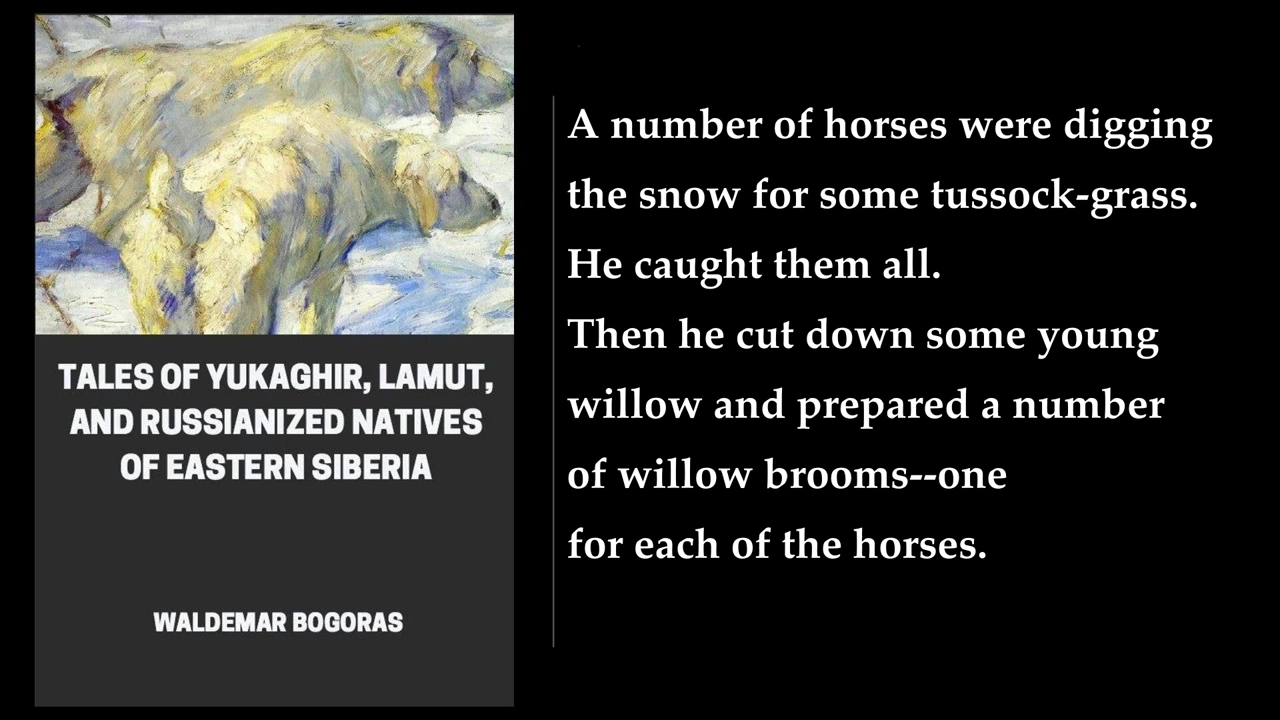 TALES OF YUKAGHIR, LAMUT,
AND RUSSIANIZED NATIVES
OF EASTERN SIBERIA
WALDEMAR BOGORAS
A number of horses were digging
the snow for some tussock-grass.
He caught them all.
Then he cut down some young
willow and prepared a number
of willow brooms--one
for each of the horses.